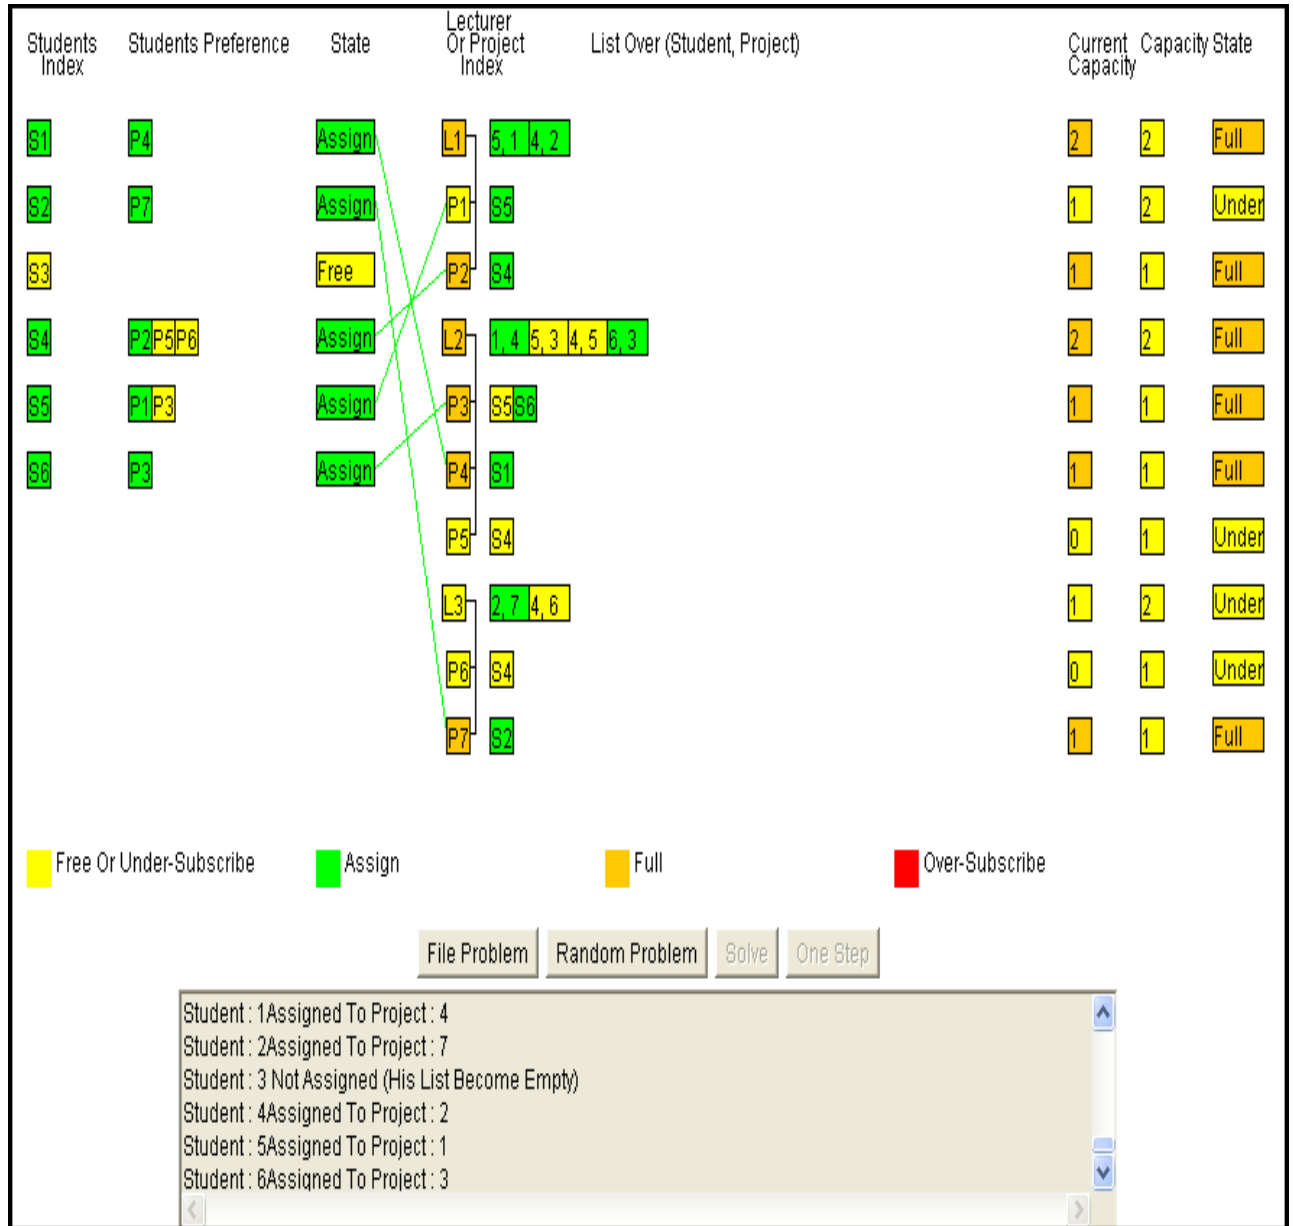 Students Index Students Preference State Lecturer Or Project Index List Over (Student, Project) Current Capacity Capacity State
S1 P4 Assign L1 5, 1 4, 2 2 2 Full
S2 P7 Assign P1 S5 1 2 Under
S3 Free P2 S4 1 1 Full
S4 P2 P5 P6 Assign L2 1, 4 5, 3 4, 5 6, 3 2 2 Full
S5 P1 P3 Assign P3 S5 S6 1 1 Full
S6 P3 Assign P4 S1 1 1 Full
P5 S4 0 1 Under
L3 2, 7 4, 6 1 2 Under
P6 S4 0 1 Under
P7 S2 1 1 Full
Free Or Under-Subscribe Assign Full Over-Subscribe
File Problem Random Problem Solve One Step
Student : 1Assigned To Project : 4
Student : 2Assigned To Project : 7
Student : 3 Not Assigned (His List Become Empty)
Student : 4Assigned To Project : 2
Student : 5Assigned To Project : 1
Student : 6Assigned To Project : 3